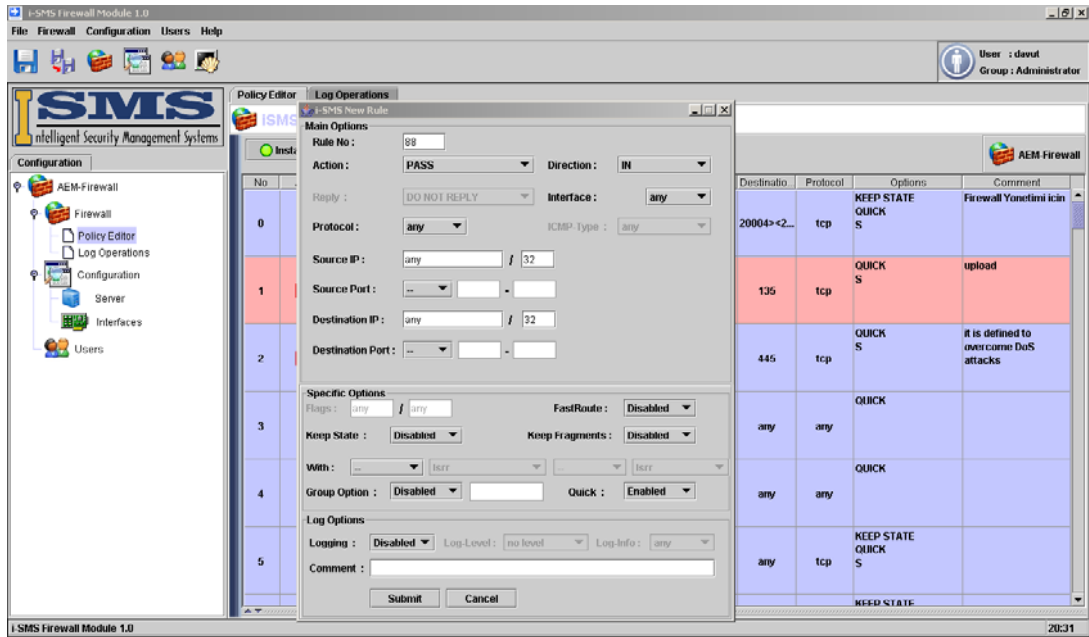 i-SMS Firewall Module 1.0
File Firewall Configuration Users Help
User : davut
Group : Administrator
ISMS
Intelligent Security Management Systems
Configuration
AEM-Firewall
Firewall
Policy Editor
Log Operations
Configuration
Server
Interfaces
Users
Policy Editor Log Operations
ISMS
AEM-Firewall
No Destinatio... Protocol Options Comment
0 20004><2... tcp KEEP STATE QUICK S Firewall Yonetimi icin
1 135 tcp QUICK S upload
2 445 tcp QUICK S it is defined to overcome DoS attacks
3 any any QUICK
4 any any QUICK
5 any tcp KEEP STATE QUICK S
KEEP STATE
i-SMS New Rule
Main Options
Rule No : 88
Action : PASS Direction : IN
Reply : DO NOT REPLY Interface : any
Protocol : any ICMP Type : any
Source IP : any / 32
Source Port : -- -
Destination IP : any / 32
Destination Port : -- -
Specific Options
Flags : any / any FastRoute : Disabled
Keep State : Disabled Keep Fragments : Disabled
With : -- lsrr -- lsrr
Group Option : Disabled Quick : Enabled
Log Options
Logging : Disabled Log-Level : no level Log-Info : any
Comment :
Submit Cancel
i-SMS Firewall Module 1.0 20:31